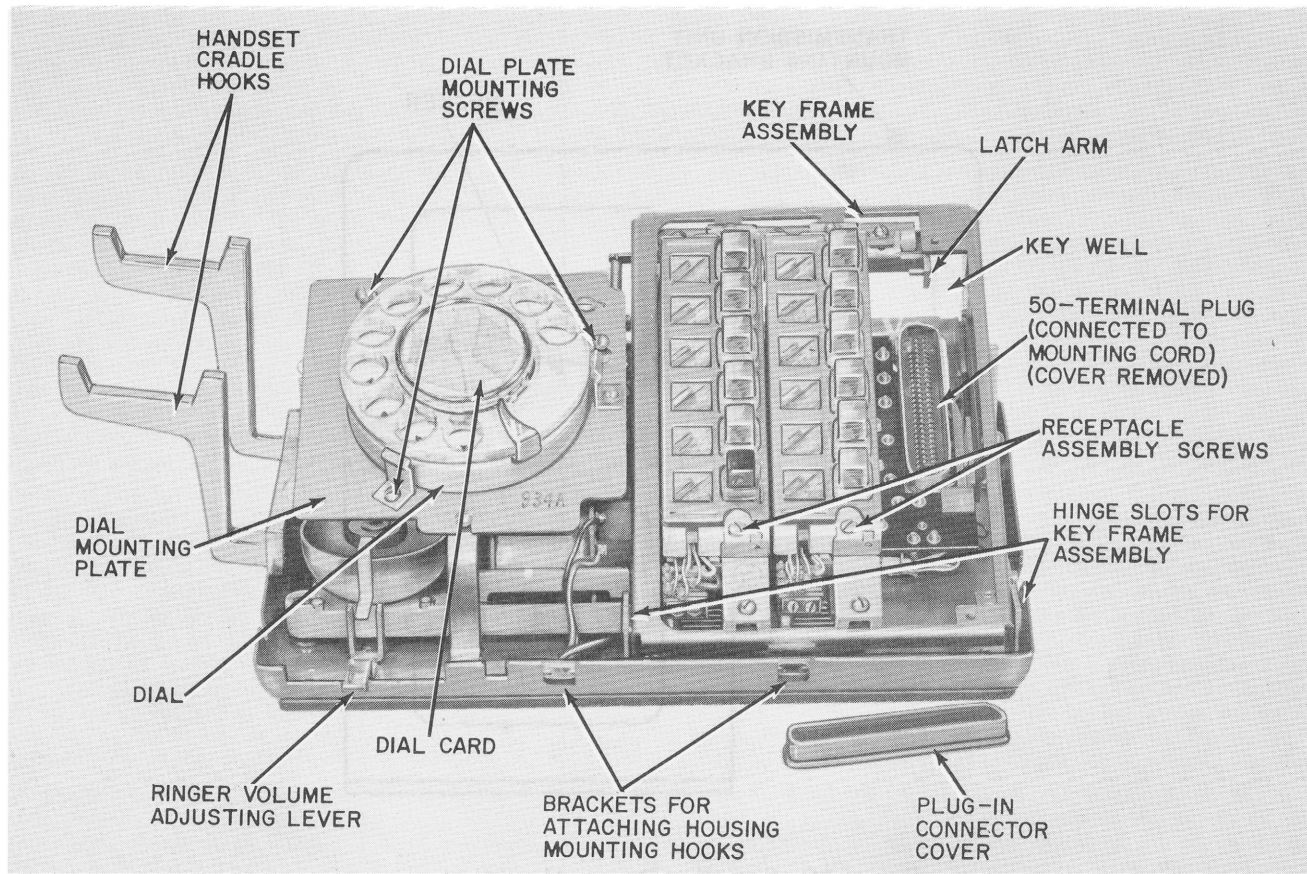 HANDSET
CRADLE
HOOKS
DIAL PLATE
MOUNTING
SCREWS
KEY FRAME
ASSEMBLY
LATCH ARM
KEY WELL
50-TERMINAL PLUG
(CONNECTED TO
MOUNTING CORD)
(COVER REMOVED)
RECEPTACLE
ASSEMBLY SCREWS
HINGE SLOTS FOR
KEY FRAME
ASSEMBLY
934A
DIAL
MOUNTING
PLATE
DIAL
DIAL CARD
RINGER VOLUME
ADJUSTING LEVER
BRACKETS FOR
ATTACHING HOUSING
MOUNTING HOOKS
PLUG-IN
CONNECTOR
COVER